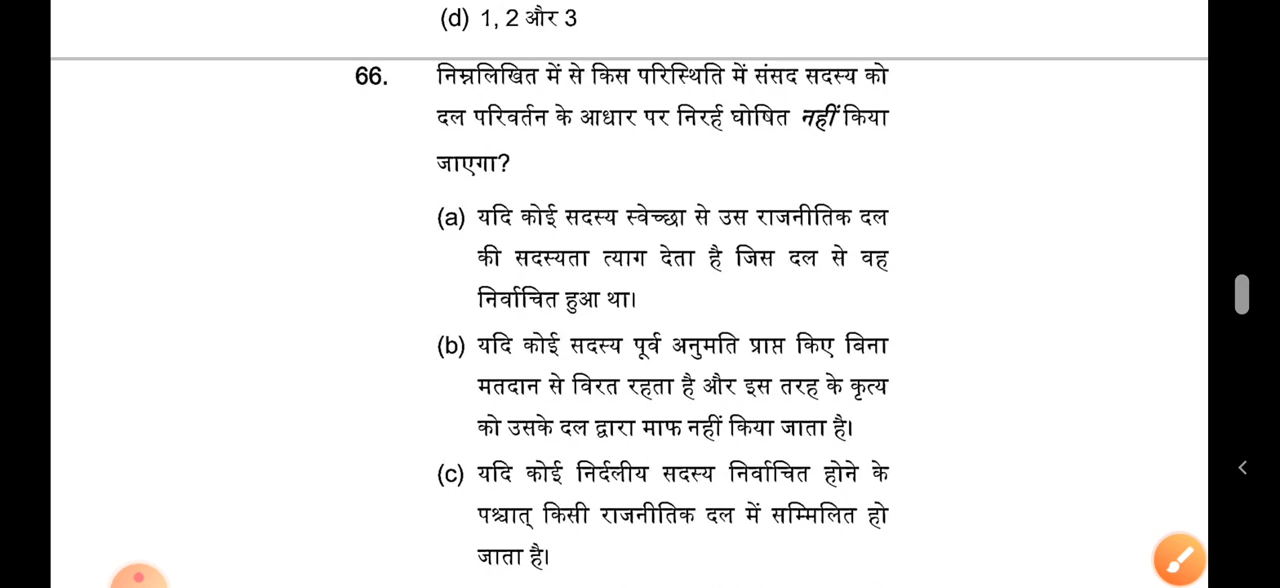 (d) 1, 2 और 3
66. निम्नलिखित में से किस परिस्थिति में संसद सदस्य को
दल परिवर्तन के आधार पर निरर्ह घोषित नहीं किया
जाएगा?
(a) यदि कोई सदस्य स्वेच्छा से उस राजनीतिक दल
की सदस्यता त्याग देता है जिस दल से वह
निर्वाचित हुआ था।
(b) यदि कोई सदस्य पूर्व अनुमति प्राप्त किए बिना
मतदान से विरत रहता है और इस तरह के कृत्य
को उसके दल द्वारा माफ नहीं किया जाता है।
(c) यदि कोई निर्दलीय सदस्य निर्वाचित होने के
पश्चात् किसी राजनीतिक दल में सम्मिलित हो
जाता है।